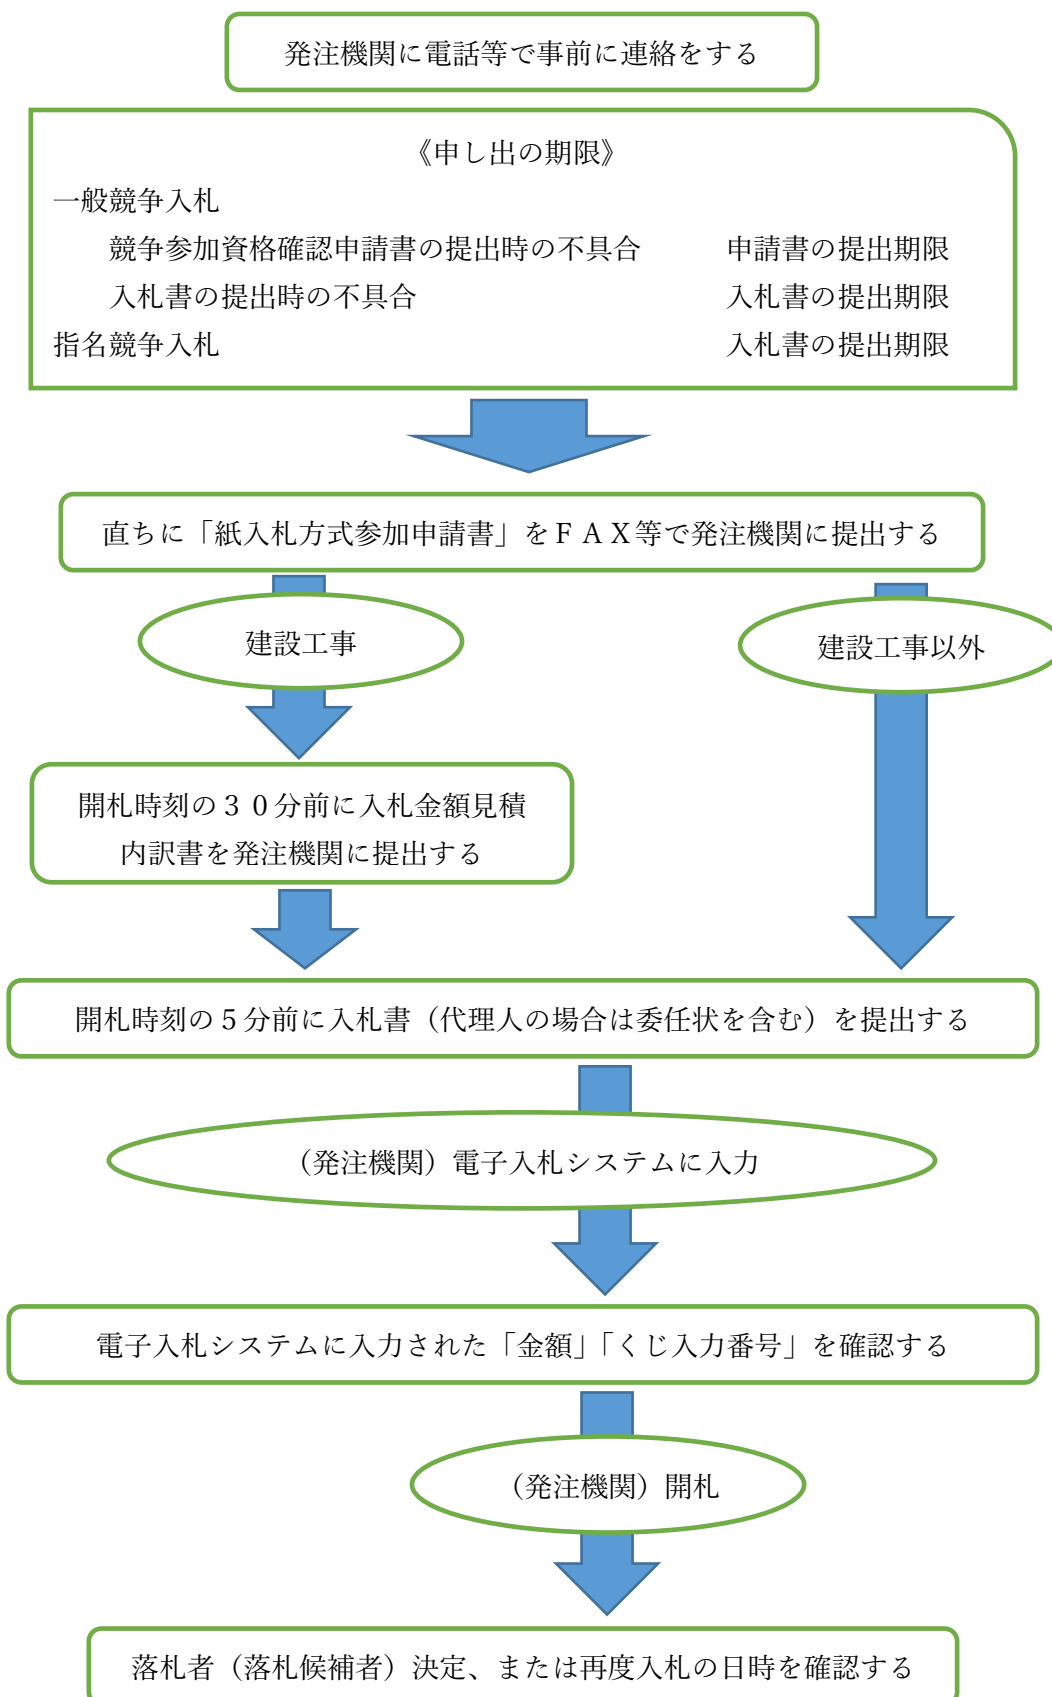 発注機関に電話等で事前に連絡をする
《申し出の期限》
一般競争入札
競争参加資格確認申請書の提出時の不具合　申請書の提出期限
入札書の提出時の不具合　入札書の提出期限
指名競争入札　入札書の提出期限
直ちに「紙入札方式参加申請書」をＦＡＸ等で発注機関に提出する
建設工事
建設工事以外
開札時刻の３０分前に入札金額見積
内訳書を発注機関に提出する
開札時刻の５分前に入札書（代理人の場合は委任状を含む）を提出する
（発注機関）電子入札システムに入力
電子入札システムに入力された「金額」「くじ入力番号」を確認する
（発注機関）開札
落札者（落札候補者）決定、または再度入札の日時を確認する